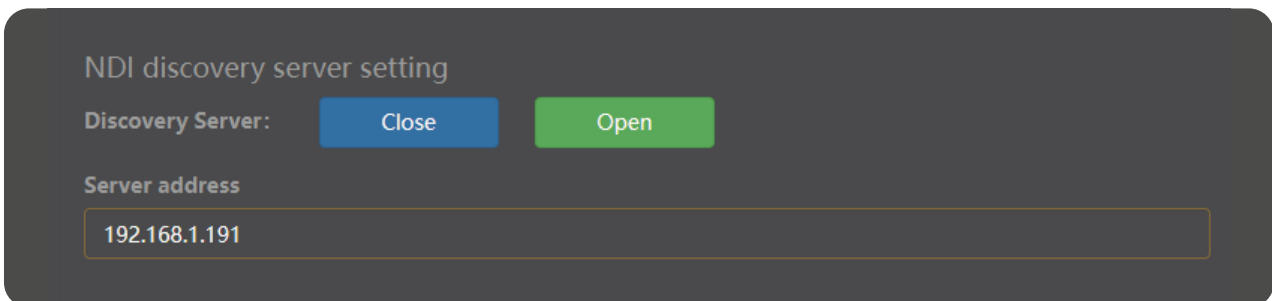 NDI discovery server setting
Discovery Server: Close Open
Server address
192.168.1.191